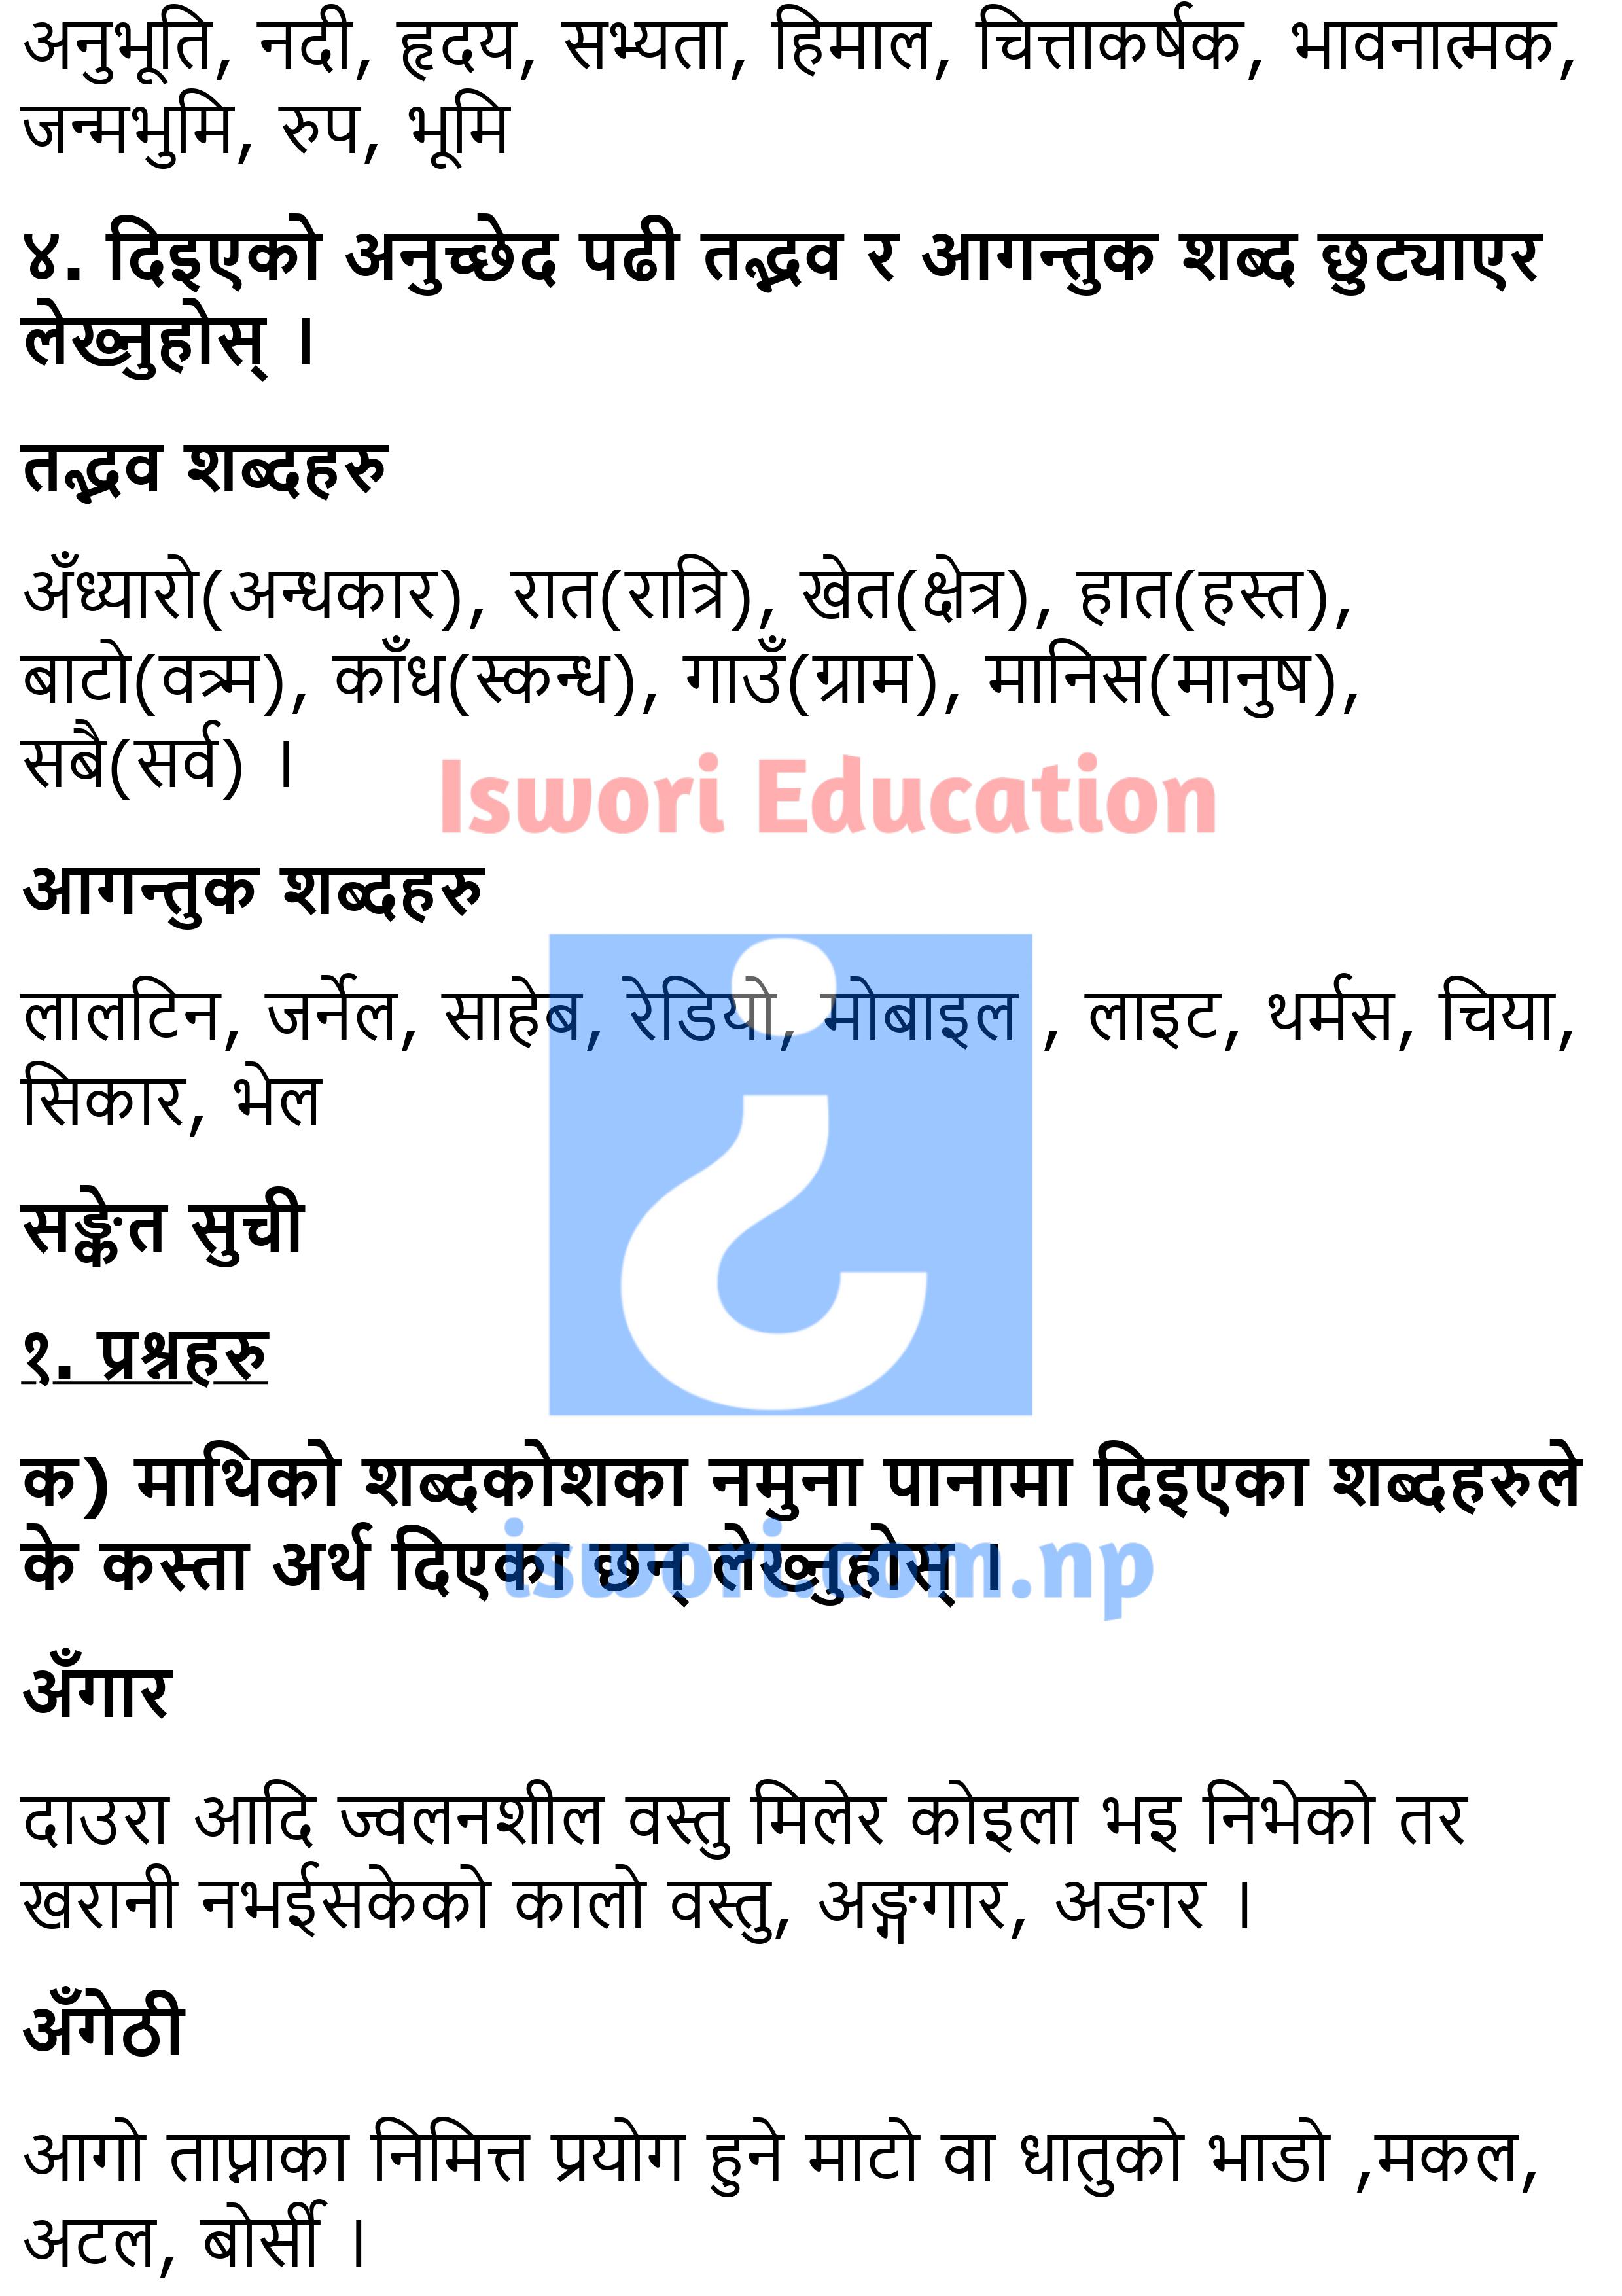 अनुभूति, नदी, हृदय, सभ्यता, हिमाल, चित्ताकर्षक, भावनात्मक,
जन्मभुमि, रुप, भूमि
४. दिइएको अनुच्छेद पढी तद्भव र आगन्तुक शब्द छुट्याएर
लेख्नुहोस् ।
तद्भव शब्दहरु
अँध्यारो(अन्धकार), रात(रात्रि), खेत(क्षेत्र), हात(हस्त),
बाटो(वत्र्म), काँध(स्कन्ध), गाउँ(ग्राम), मानिस(मानुष),
सबै(सर्व) ।
Iswori Education
आगन्तुक शब्दहरु
लालटिन, जर्नेल, साहेब, रेडियो, मोबाइल , लाइट, थर्मस, चिया,
सिकार, भेल
सङ्केत सुची
१. प्रश्नहरु
क) माथिको शब्दकोशका नमुना पानामा दिइएका शब्दहरुले
के कस्ता अर्थ दिएका छन् लेख्नुहोस् ।
iswori.com.np
अँगार
दाउरा आदि ज्वलनशील वस्तु मिलेर कोइला भइ निभेको तर
खरानी नभईसकेको कालो वस्तु, अङ्गगार, अङार ।
अँगेठी
आगो ताप्नाका निमित्त प्रयोग हुने माटो वा धातुको भाडो ,मकल,
अटल, बोर्सी ।